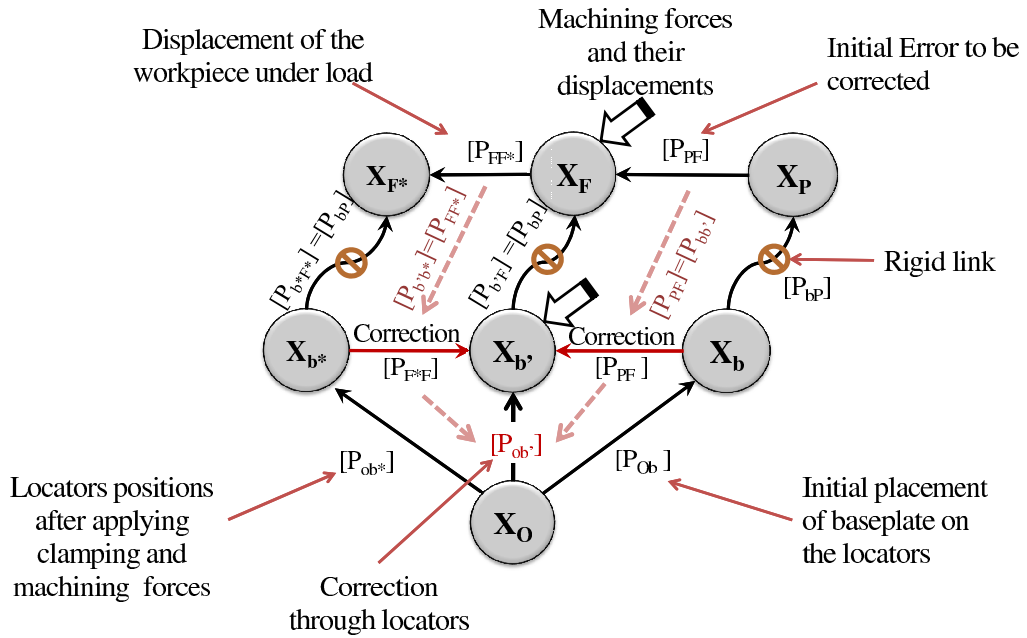 Displacement of the
workpiece under load
Machining forces
and their
displacements
Initial Error to be
corrected
[P_FF*]
[P_PF]
X_F*
X_F
X_P
[P_b*F*] =[P_bP]
[P_b'b*]=[P_FF*]
[P_b'F] =[P_bP]
[P_PF]=[P_bb']
Rigid link
[P_bP]
Correction
Correction
X_b*
X_b'
X_b
[P_F*F]
[P_PF ]
[P_ob']
[P_ob*]
[P_Ob ]
Locators positions
after applying
clamping and
machining forces
X_O
Initial placement
of baseplate on
the locators
Correction
through locators